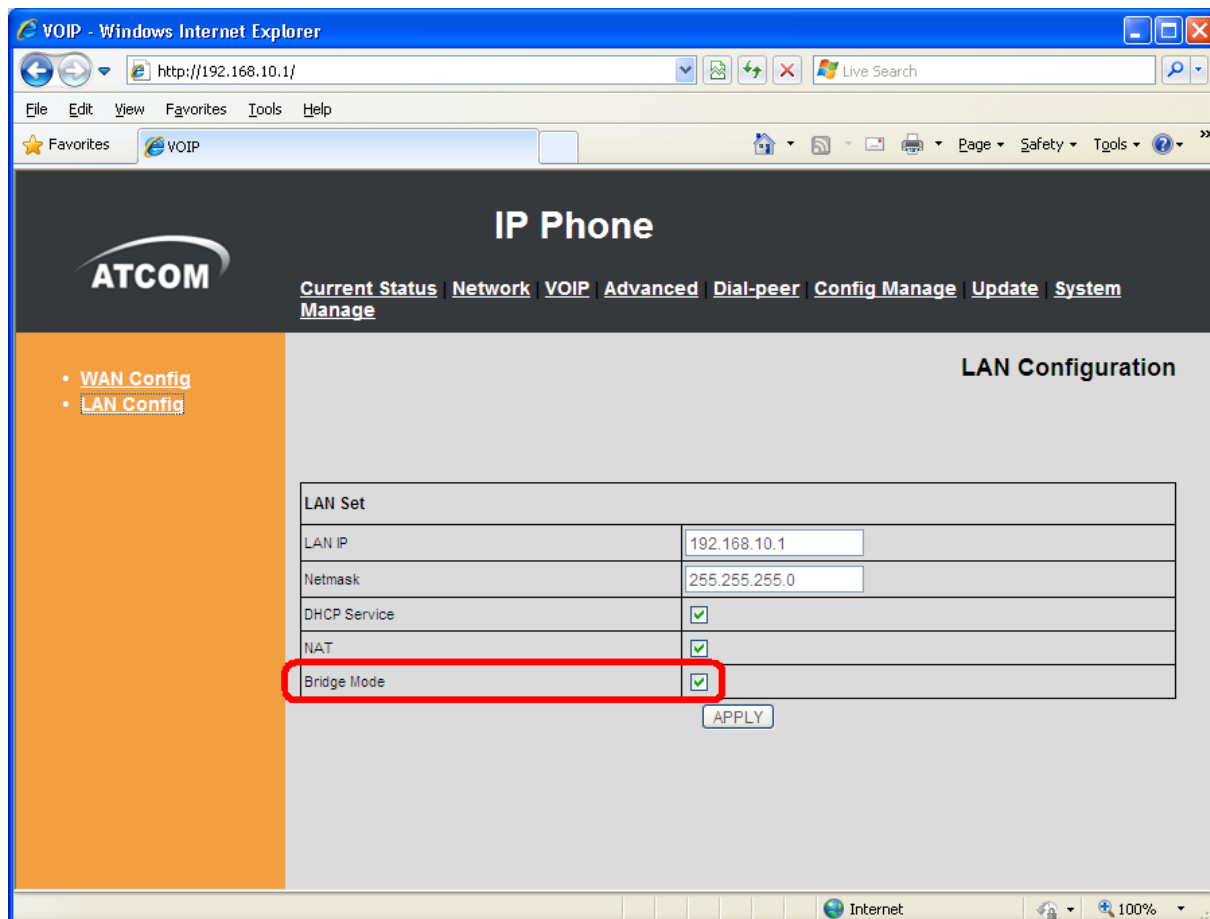 VOIP - Windows Internet Explorer
http://192.168.10.1/
Live Search
File Edit View Favorites Tools Help
Favorites
VOIP
Page Safety Tools
»
ATCOM
IP Phone
Current Status | Network | VOIP | Advanced | Dial-peer | Config Manage | Update | System
Manage
• WAN Config
• LAN Config
LAN Configuration
LAN Set
LAN IP 192.168.10.1
Netmask 255.255.255.0
DHCP Service
NAT
Bridge Mode
APPLY
Internet 100%